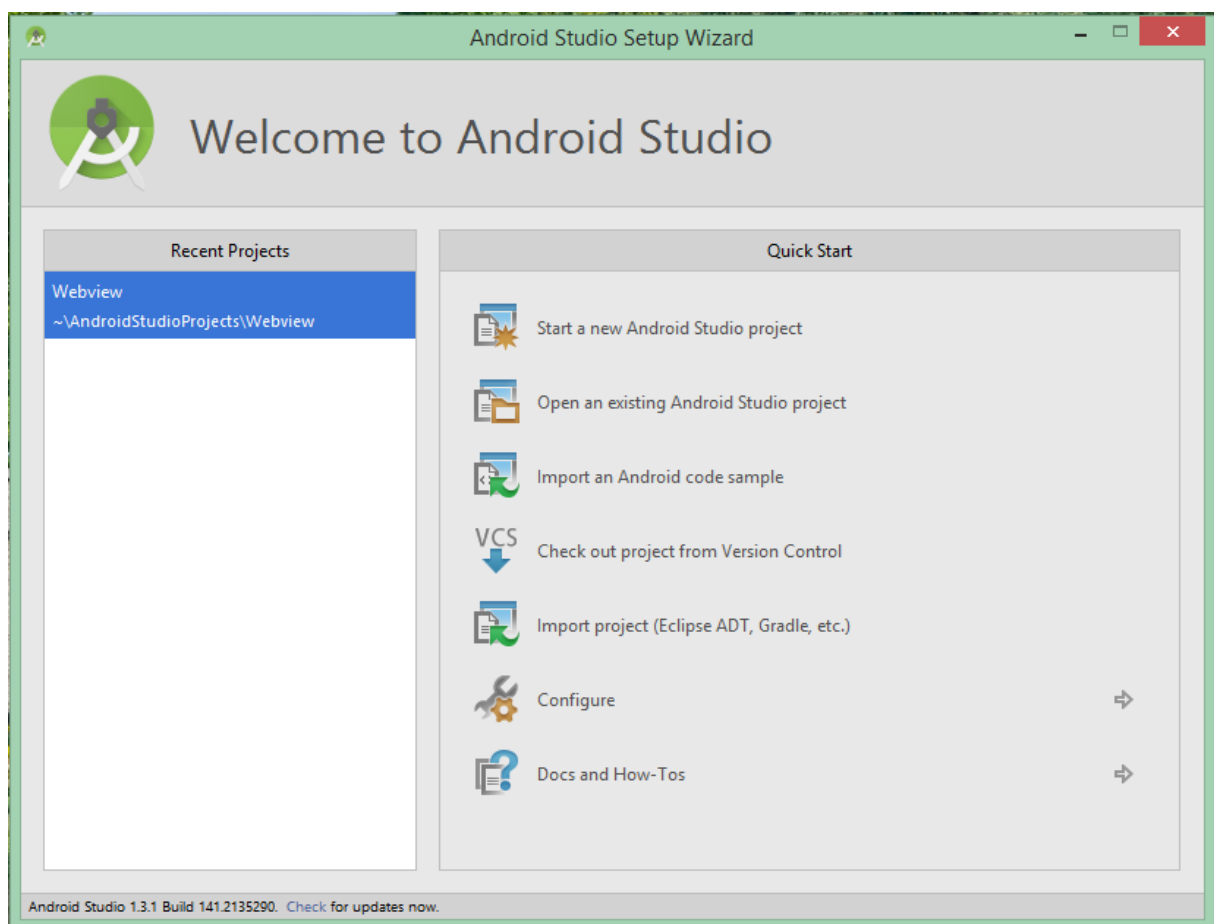 Android Studio Setup Wizard
Welcome to Android Studio
Recent Projects
Webview
~\AndroidStudioProjects\Webview
Quick Start
Start a new Android Studio project
Open an existing Android Studio project
Import an Android code sample
VCS
Check out project from Version Control
Import project (Eclipse ADT, Gradle, etc.)
Configure
Docs and How-Tos
Android Studio 1.3.1 Build 141.2135290. Check for updates now.